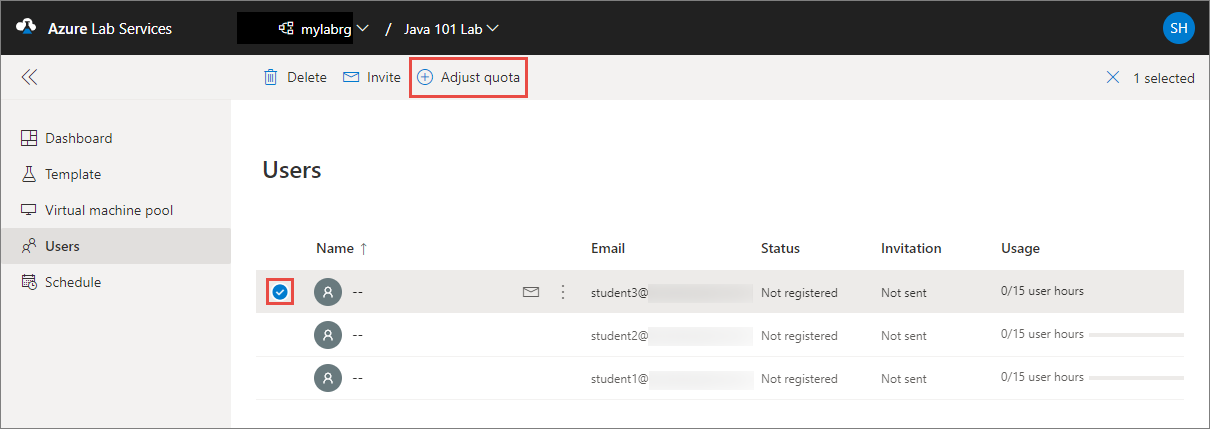 Azure Lab Services mylabrg / Java 101 Lab SH
Delete Invite Adjust quota 1 selected
Dashboard
Template
Virtual machine pool
Users
Schedule
Users
Name ↑ Email Status Invitation Usage
-- student3@ Not registered Not sent 0/15 user hours
-- student2@ Not registered Not sent 0/15 user hours
-- student1@ Not registered Not sent 0/15 user hours